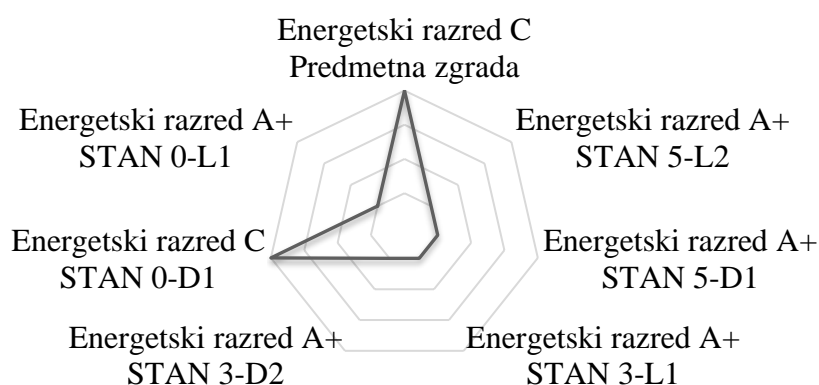 Energetski razred C
Predmetna zgrada
Energetski razred A+
STAN 5-L2
Energetski razred A+
STAN 5-D1
Energetski razred A+
STAN 3-L1
Energetski razred A+
STAN 3-D2
Energetski razred C
STAN 0-D1
Energetski razred A+
STAN 0-L1